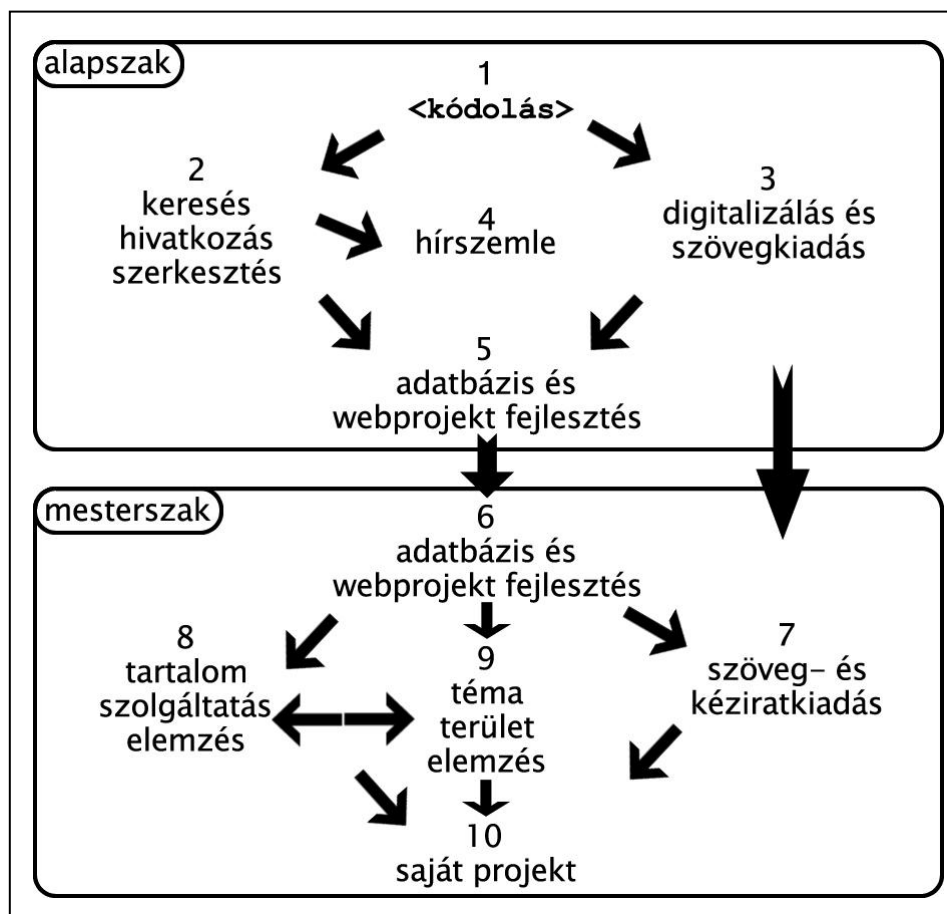 alapszak
1
<kódolás>
2
keresés
hivatkozás
szerkesztés
3
digitalizálás és
szövegkiadás
4
hírszemle
5
adatbázis és
webprojekt fejlesztés
mesterszak
6
adatbázis és
webprojekt fejlesztés
7
szöveg– és
kéziratkiadás
8
tartalom
szolgáltatás
elemzés
9
téma
terület
elemzés
10
saját projekt